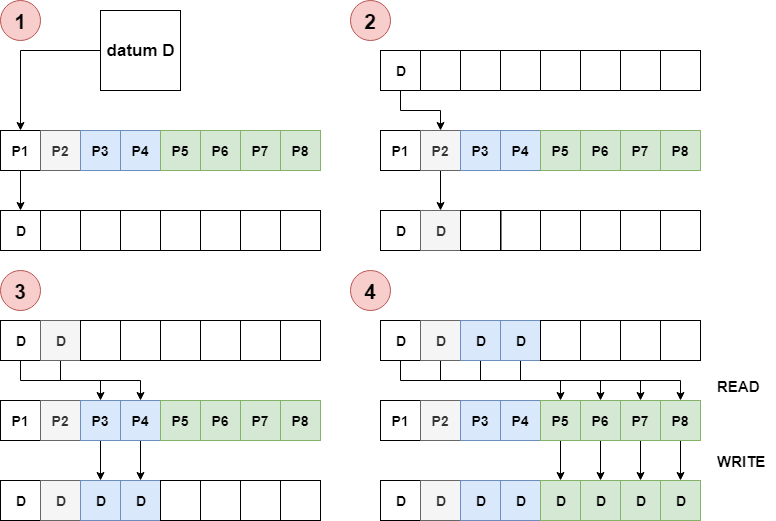 1
datum D
P1 P2 P3 P4 P5 P6 P7 P8
D
2
D
P1 P2 P3 P4 P5 P6 P7 P8
D D
3
D D
P1 P2 P3 P4 P5 P6 P7 P8
D D D D
4
D D D D
READ
P1 P2 P3 P4 P5 P6 P7 P8
WRITE
D D D D D D D D